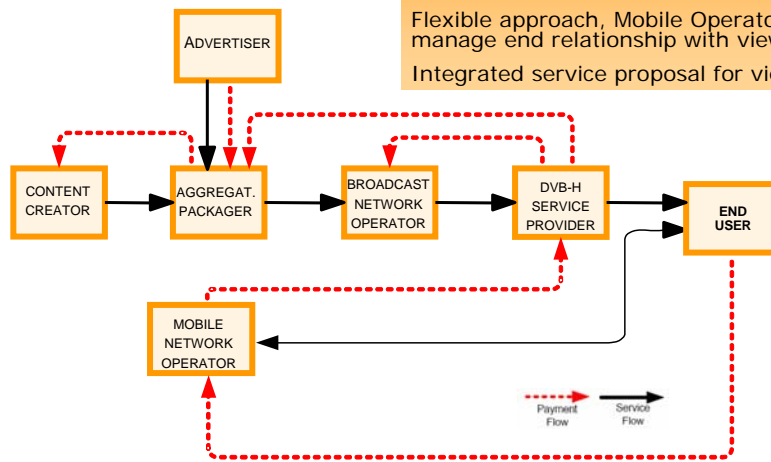 Flexible approach, Mobile Operato
manage end relationship with view
Integrated service proposal for vie
ADVERTISER
CONTENT
CREATOR
AGGREGAT.
PACKAGER
BROADCAST
NETWORK
OPERATOR
DVB-H
SERVICE
PROVIDER
END
USER
MOBILE
NETWORK
OPERATOR
Payment
Flow
Service
Flow